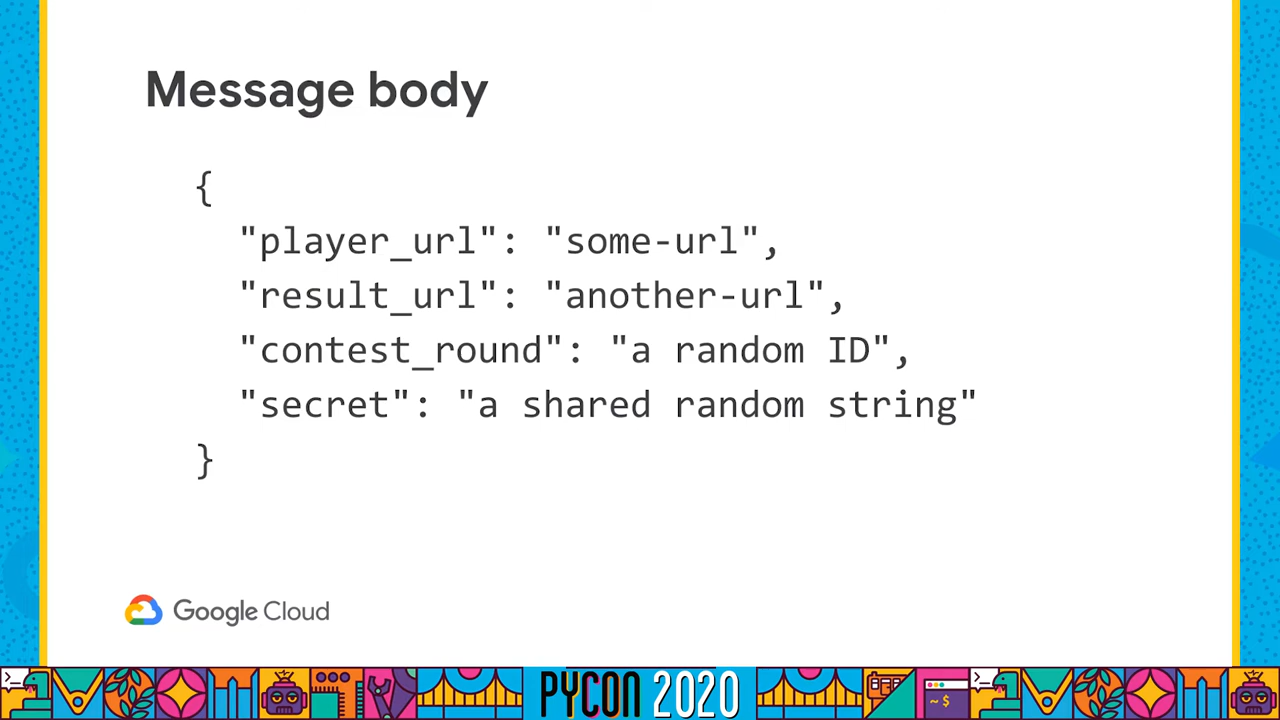 Message body
{
"player_url": "some-url",
"result_url": "another-url",
"contest_round": "a random ID",
"secret": "a shared random string"
}
Google Cloud
PYCON 2020
~$